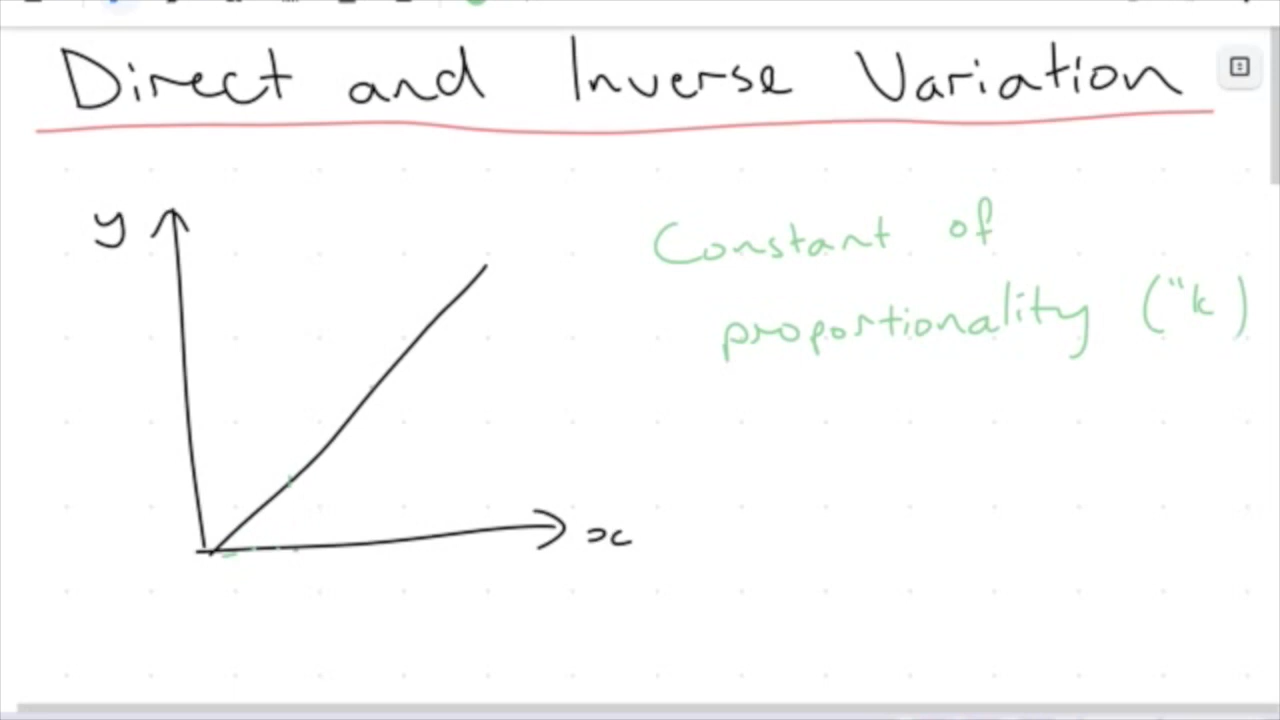 Direct and Inverse Variation
y
Constant of
proportionality ("k)
x